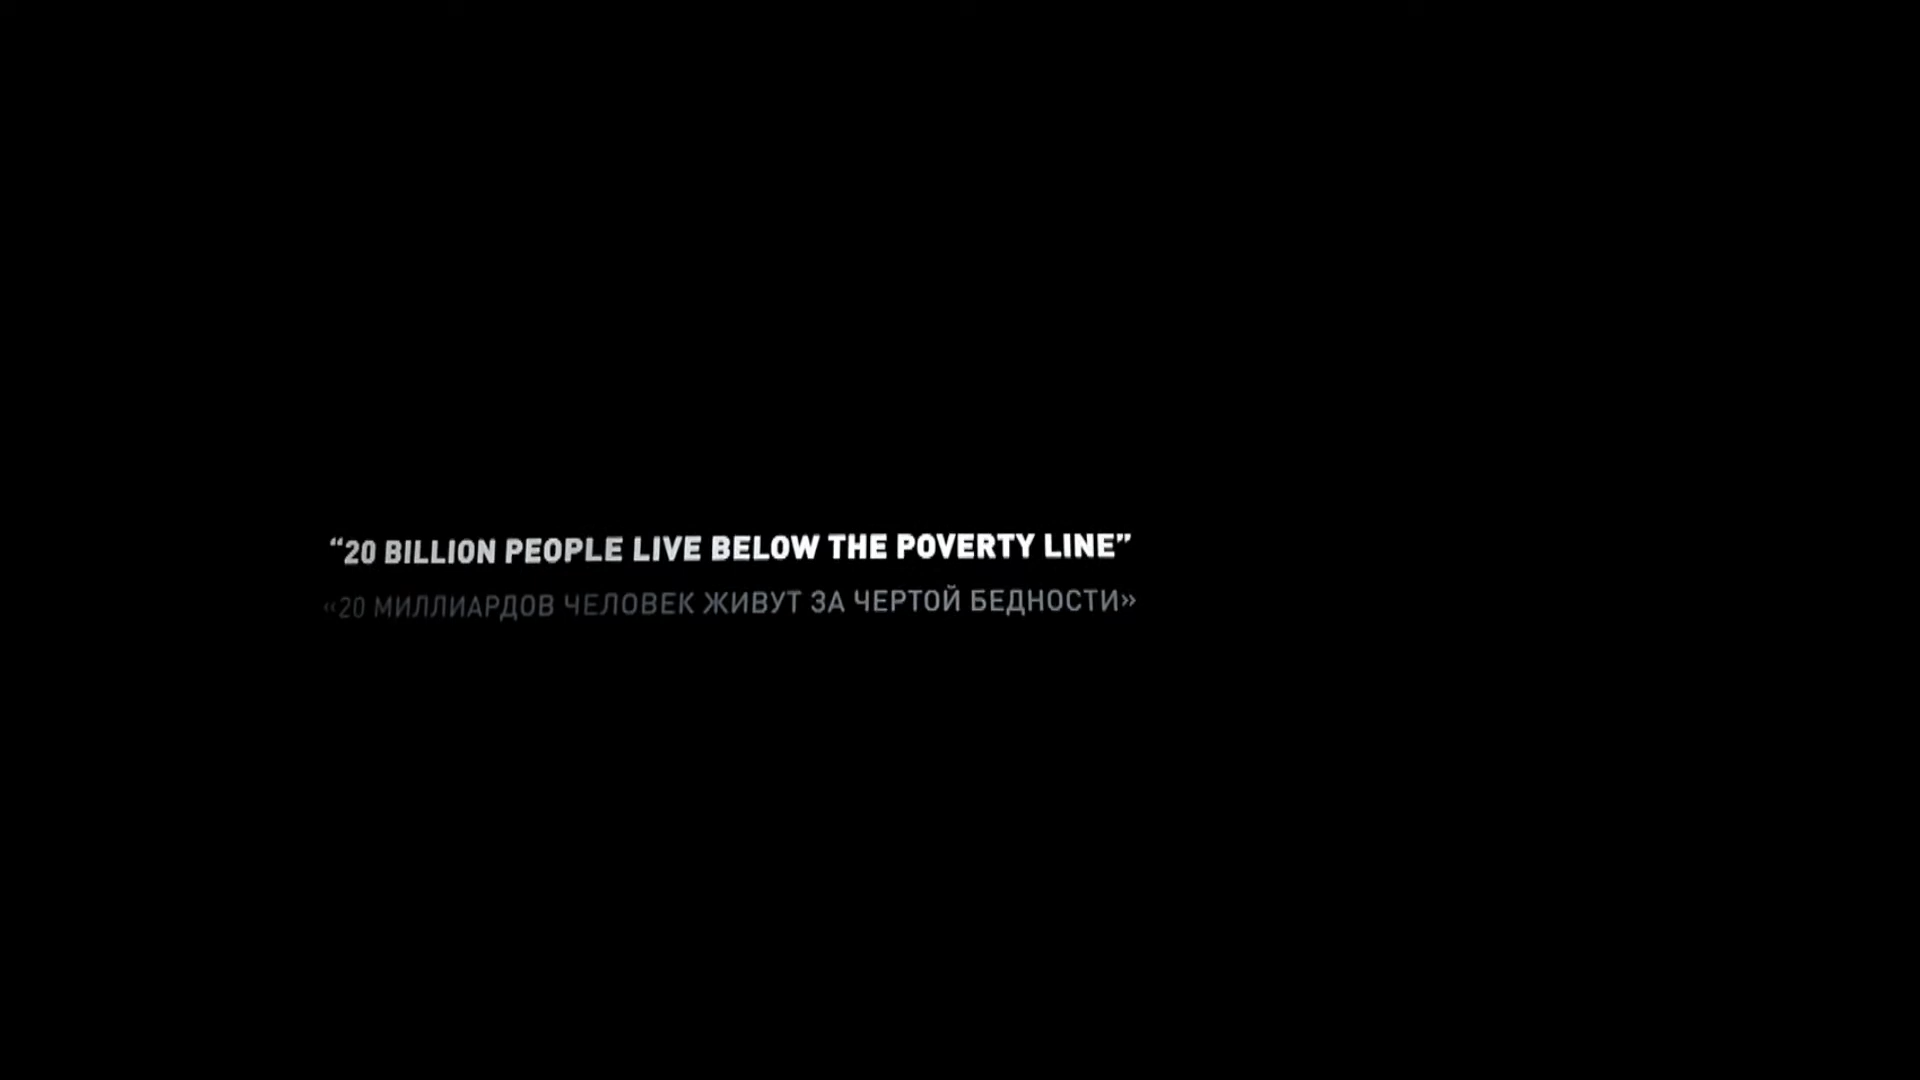 “20 BILLION PEOPLE LIVE BELOW THE POVERTY LINE”
«20 МИЛЛИАРДОВ ЧЕЛОВЕК ЖИВУТ ЗА ЧЕРТОЙ БЕДНОСТИ»